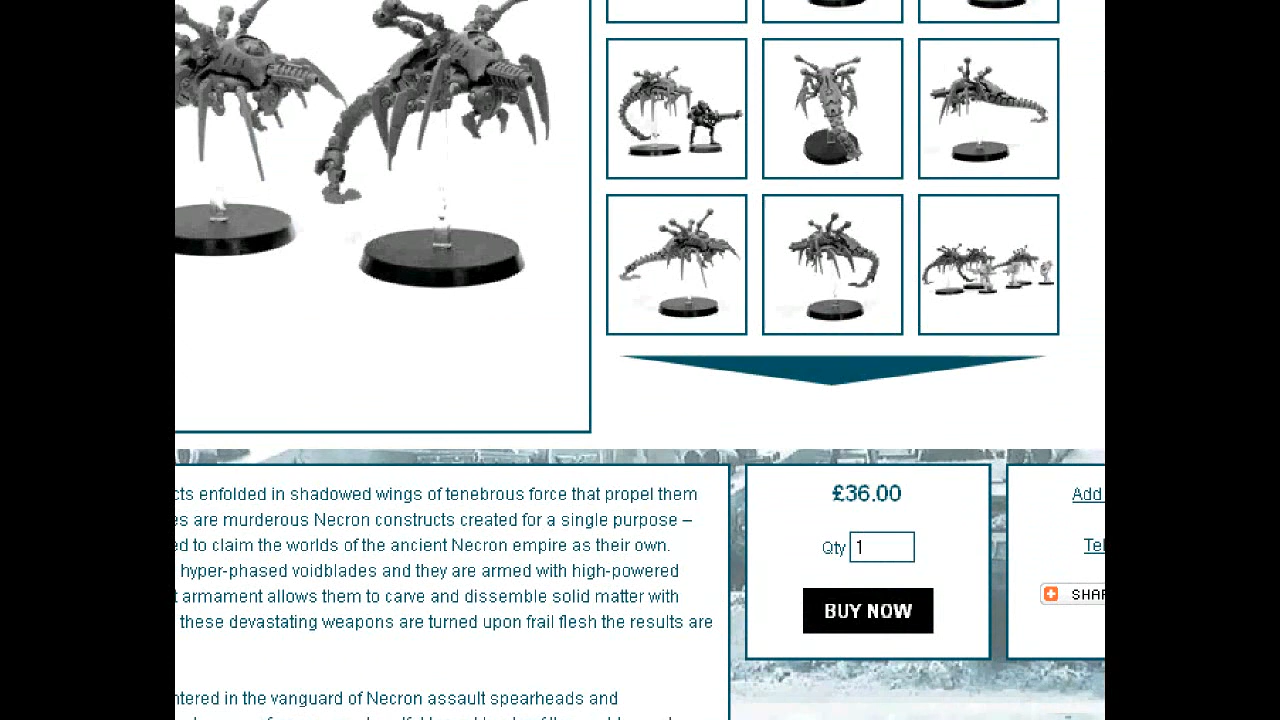 cts enfolded in shadowed wings of tenebrous force that propel them
es are murderous Necron constructs created for a single purpose –
ed to claim the worlds of the ancient Necron empire as their own.
hyper-phased voidblades and they are armed with high-powered
t armament allows them to carve and dissemble solid matter with
these devastating weapons are turned upon frail flesh the results are
ntered in the vanguard of Necron assault spearheads and
£36.00
Qty 1
BUY NOW
Add
Tel
SHAR